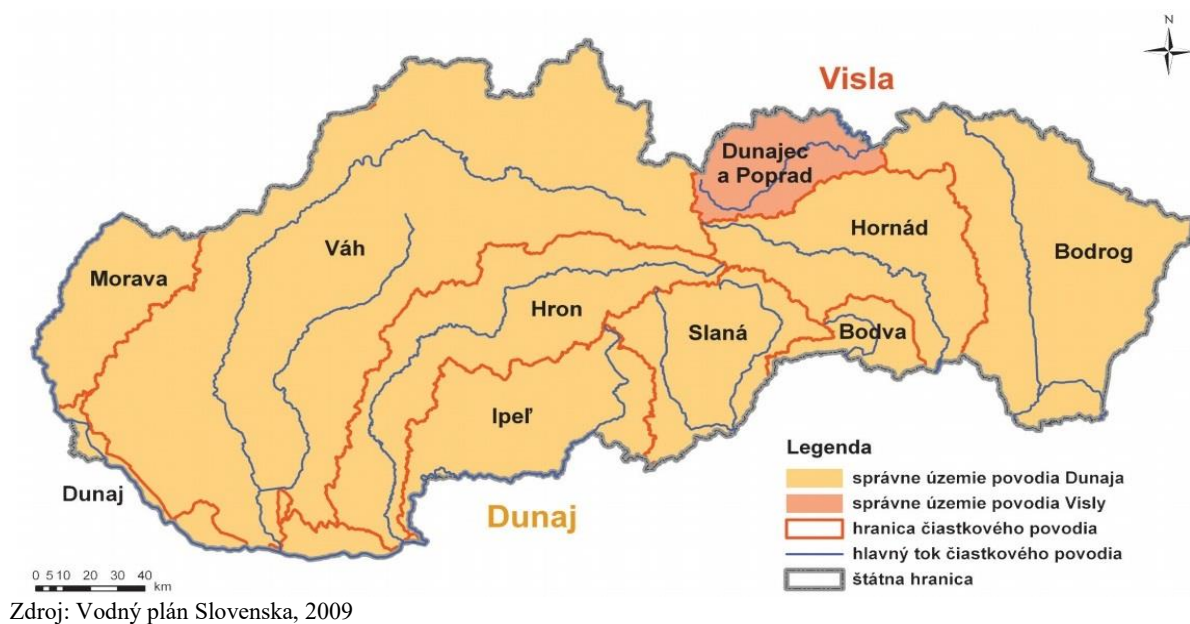 N
Visla
Dunajec
a Poprad
Hornád
Váh
Bodrog
Morava
Hron
Slaná
Bodva
Ipeľ
Dunaj
Dunaj
Legenda
správne územie povodia Dunaja
správne územie povodia Visly
hranica čiastkového povodia
hlavný tok čiastkového povodia
štátna hranica
0 5 10 20 30 40
km
Zdroj: Vodný plán Slovenska, 2009